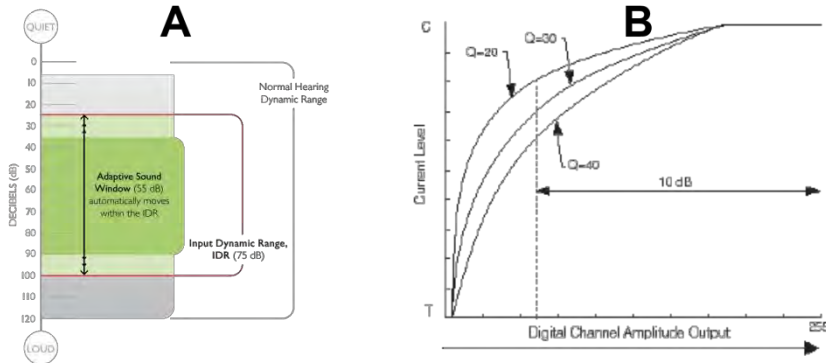 A
QUIET
0
10
20
30
40
50
60
70
80
90
100
110
120
DECIBELS (dB)
LOUD
Normal Hearing
Dynamic Range
Adaptive Sound
Window (55 dB)
automatically moves
within the IDR
Input Dynamic Range,
IDR (75 dB)
B
C
T
Current Level
Q=20
Q=30
Q=40
10 dB
255
Digital Channel Amplitude Output